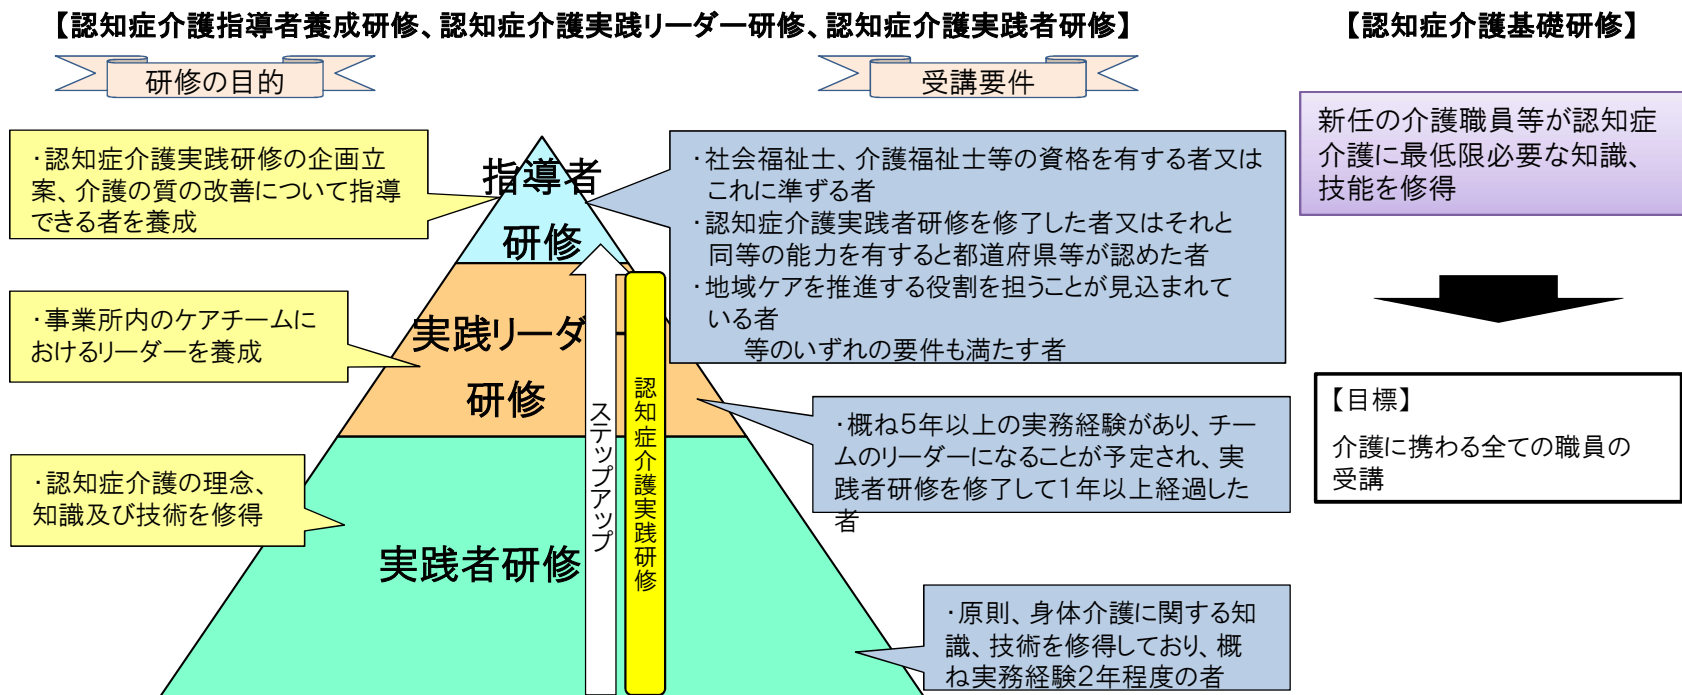 【認知症介護指導者養成研修、認知症介護実践リーダー研修、認知症介護実践者研修】
【認知症介護基礎研修】
研修の目的
受講要件
・認知症介護実践研修の企画立
案、介護の質の改善について指導
できる者を養成
・事業所内のケアチームに
おけるリーダーを養成
・認知症介護の理念、
知識及び技術を修得
指導者
研修
実践リーダー
研修
実践者研修
ステップアップ
認知症介護実践研修
・社会福祉士、介護福祉士等の資格を有する者又は
これに準ずる者
・認知症介護実践者研修を修了した者又はそれと
同等の能力を有すると都道府県等が認めた者
・地域ケアを推進する役割を担うことが見込まれて
いる者
等のいずれの要件も満たす者
・概ね5年以上の実務経験があり、チー
ムのリーダーになることが予定され、実
践者研修を修了して1年以上経過した
者
・原則、身体介護に関する知
識、技術を修得しており、概
ね実務経験2年程度の者
新任の介護職員等が認知症
介護に最低限必要な知識、
技能を修得
【目標】
介護に携わる全ての職員の
受講